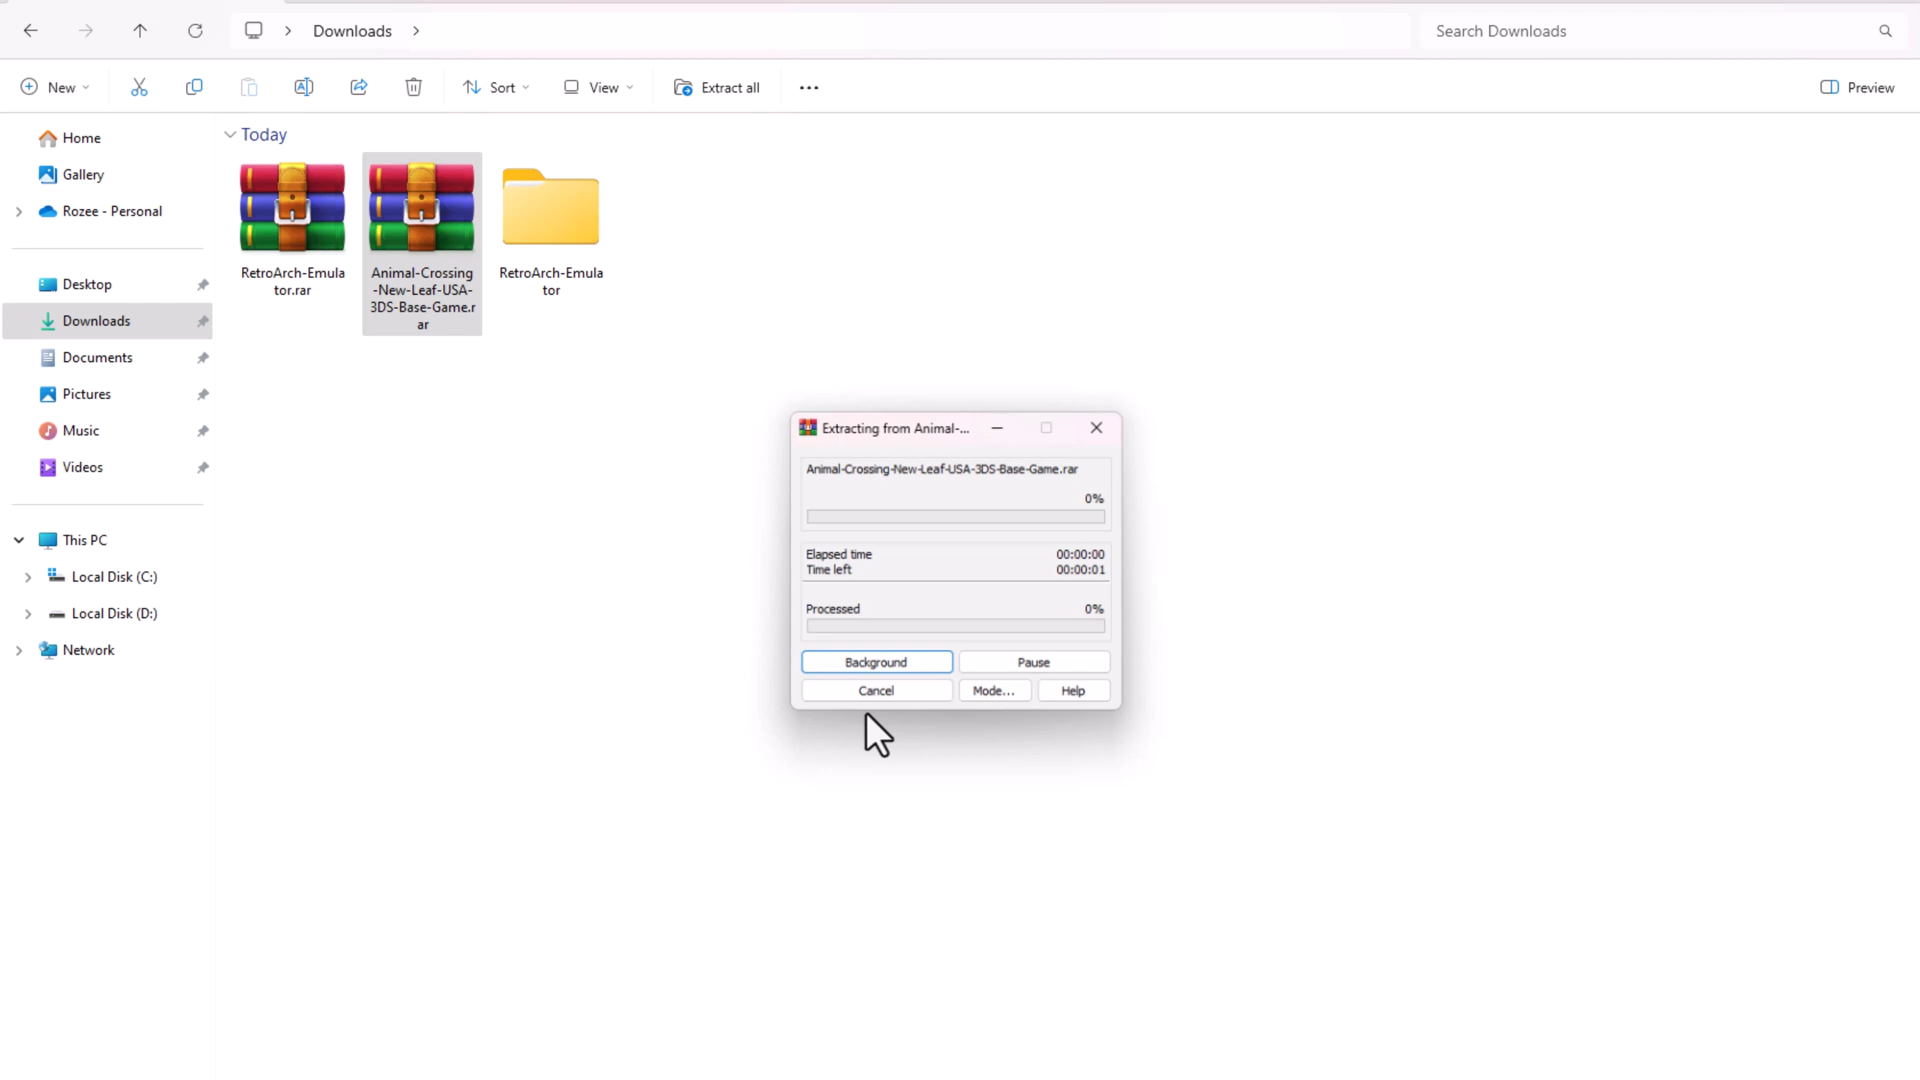 Downloads
Search Downloads
New
Sort
View
Extract all
Preview
Home
Gallery
Rozee - Personal
Desktop
Downloads
Documents
Pictures
Music
Videos
This PC
Local Disk (C:)
Local Disk (D:)
Network
Today
RetroArch-Emula
tor.rar
Animal-Crossing
-New-Leaf-USA-
3DS-Base-Game.r
ar
RetroArch-Emula
tor
Extracting from Animal-...
Animal-Crossing-New-Leaf-USA-3DS-Base-Game.rar
0%
Elapsed time 00:00:00
Time left 00:00:01
Processed 0%
Background Pause
Cancel Mode... Help